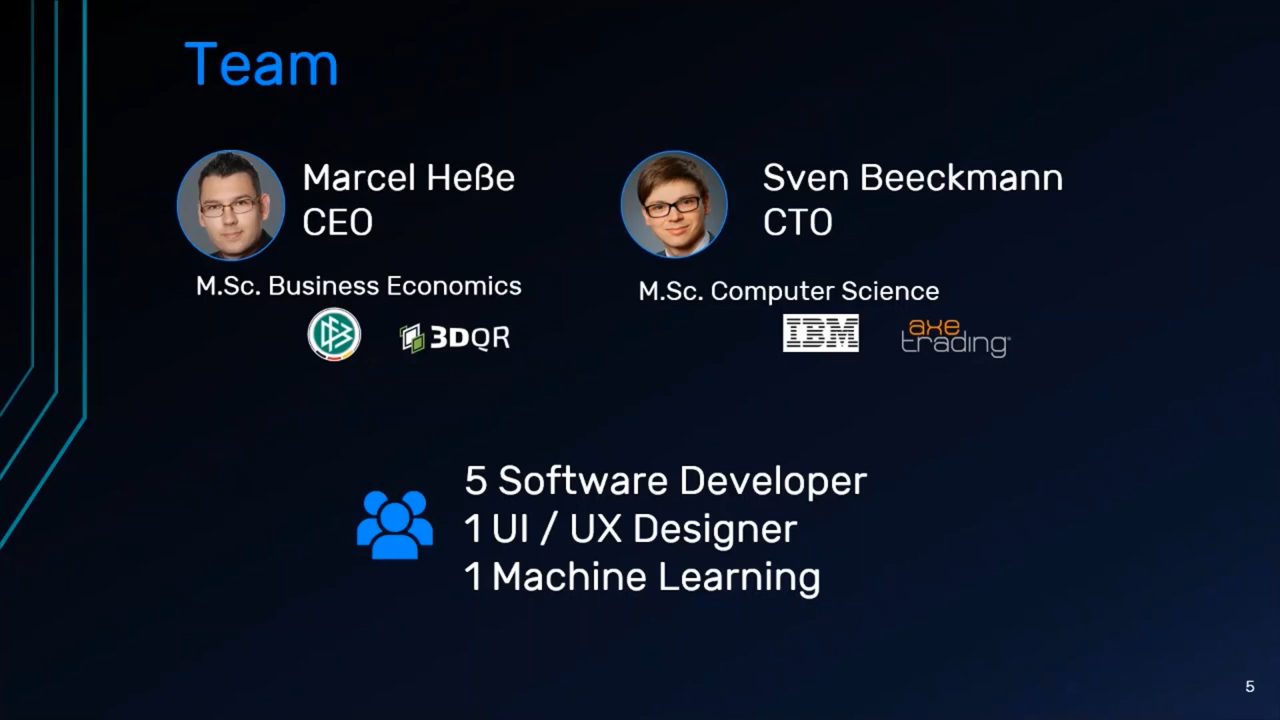 Team
Marcel Heße
CEO
M.Sc. Business Economics
DFB
3DQR
Sven Beeckmann
CTO
M.Sc. Computer Science
IBM
axe
trading
5 Software Developer
1 UI / UX Designer
1 Machine Learning
5